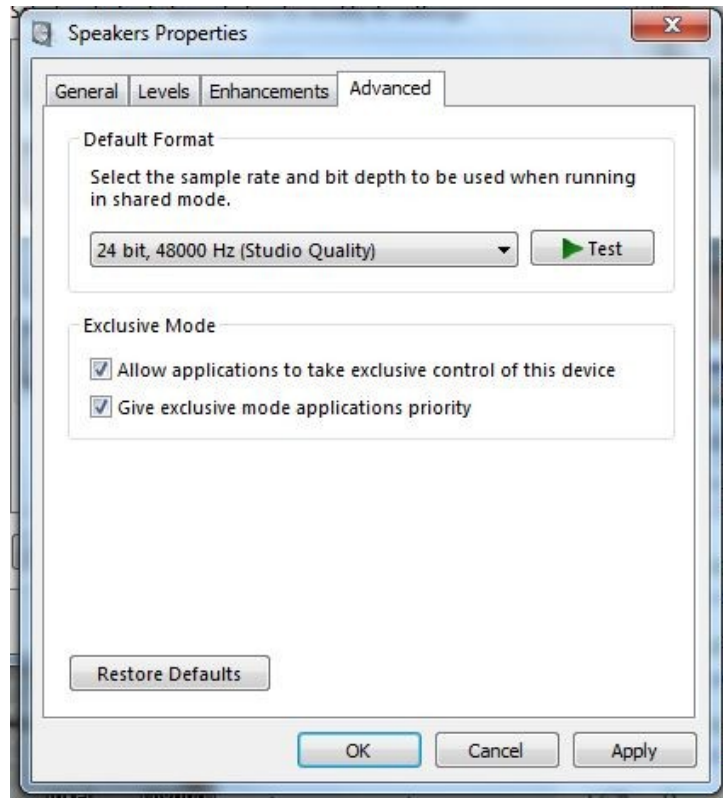 Speakers Properties
General Levels Enhancements Advanced
Default Format
Select the sample rate and bit depth to be used when running
in shared mode.
24 bit, 48000 Hz (Studio Quality) Test
Exclusive Mode
Allow applications to take exclusive control of this device
Give exclusive mode applications priority
Restore Defaults
OK Cancel Apply